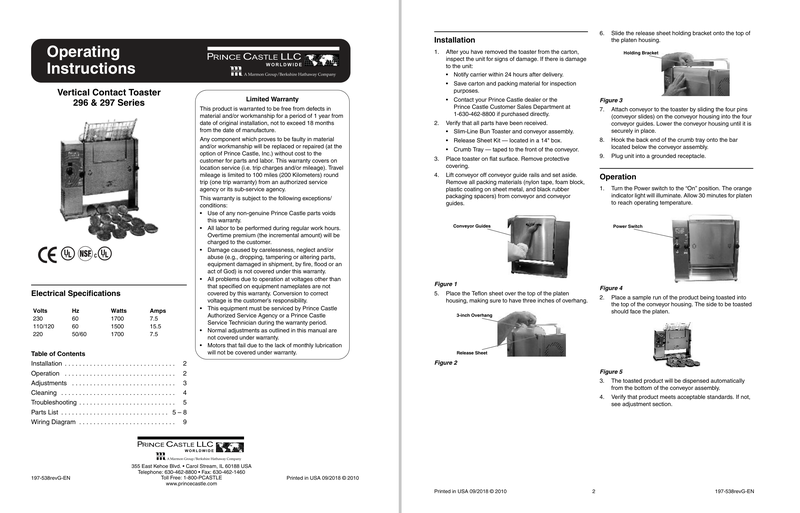 Operating
Instructions
PRINCE CASTLE LLC
WORLDWIDE
A Marmon Group/Berkshire Hathaway Company
Vertical Contact Toaster
296 & 297 Series
CE UL NSF C UL
Electrical Specifications
Volts Hz Watts Amps
230 60 1700 7.5
110/120 60 1500 15.5
220 50/60 1700 7.5
Table of Contents
Installation . . . . . . . . . . . . . . . . . . . . . . . . . . . . . . 2
Operation . . . . . . . . . . . . . . . . . . . . . . . . . . . . . . 2
Adjustments . . . . . . . . . . . . . . . . . . . . . . . . . . . . 3
Cleaning . . . . . . . . . . . . . . . . . . . . . . . . . . . . . . . 4
Troubleshooting . . . . . . . . . . . . . . . . . . . . . . . . . . 5
Parts List . . . . . . . . . . . . . . . . . . . . . . . . . . . . 5 – 8
Wiring Diagram . . . . . . . . . . . . . . . . . . . . . . . . . . 9
Limited Warranty
This product is warranted to be free from defects in
material and/or workmanship for a period of 1 year from
date of original installation, not to exceed 18 months
from the date of manufacture.
Any component which proves to be faulty in material
and/or workmanship will be replaced or repaired (at the
option of Prince Castle, Inc.) without cost to the
customer for parts and labor. This warranty covers on
location service (i.e. trip charges and/or mileage). Travel
mileage is limited to 100 miles (200 Kilometers) round
trip (one trip warranty) from an authorized service
agency or its sub-service agency.
This warranty is subject to the following exceptions/
conditions:
• Use of any non-genuine Prince Castle parts voids
this warranty.
• All labor to be performed during regular work hours.
Overtime premium (the incremental amount) will be
charged to the customer.
• Damage caused by carelessness, neglect and/or
abuse (e.g., dropping, tampering or altering parts,
equipment damaged in shipment, by fire, flood or an
act of God) is not covered under this warranty.
• All problems due to operation at voltages other than
that specified on equipment nameplates are not
covered by this warranty. Conversion to correct
voltage is the customer's responsibility.
• This equipment must be serviced by Prince Castle
Authorized Service Agency or a Prince Castle
Service Technician during the warranty period.
• Normal adjustments as outlined in this manual are
not covered under warranty.
• Motors that fail due to the lack of monthly lubrication
will not be covered under warranty.
PRINCE CASTLE LLC
WORLDWIDE
A Marmon Group/Berkshire Hathaway Company
355 East Kehoe Blvd. • Carol Stream, IL 60188 USA
Telephone: 630-462-8800 • Fax: 630-462-1460
Toll Free: 1-800-PCASTLE
www.princecastle.com
197-538revG-EN
Printed in USA 09/2018 © 2010
Installation
1. After you have removed the toaster from the carton,
inspect the unit for signs of damage. If there is damage
to the unit:
• Notify carrier within 24 hours after delivery.
• Save carton and packing material for inspection
purposes.
• Contact your Prince Castle dealer or the
Prince Castle Customer Sales Department at
1-630-462-8800 if purchased directly.
2. Verify that all parts have been received.
• Slim-Line Bun Toaster and conveyor assembly.
• Release Sheet Kit — located in a 14" box.
• Crumb Tray — taped to the front of the conveyor.
3. Place toaster on flat surface. Remove protective
covering.
4. Lift conveyor off conveyor guide rails and set aside.
Remove all packing materials (nylon tape, foam block,
plastic coating on sheet metal, and black rubber
packaging spacers) from conveyor and conveyor
guides.
Conveyor Guides
Figure 1
5. Place the Teflon sheet over the top of the platen
housing, making sure to have three inches of overhang.
3-inch Overhang
Release Sheet
Figure 2
6. Slide the release sheet holding bracket onto the top of
the platen housing.
Holding Bracket
Figure 3
7. Attach conveyor to the toaster by sliding the four pins
(conveyor slides) on the conveyor housing into the four
conveyor guides. Lower the conveyor housing until it is
securely in place.
8. Hook the back end of the crumb tray onto the bar
located below the conveyor assembly.
9. Plug unit into a grounded receptacle.
Operation
1. Turn the Power switch to the "On" position. The orange
indicator light will illuminate. Allow 30 minutes for platen
to reach operating temperature.
Power Switch
Figure 4
2. Place a sample run of the product being toasted into
the top of the conveyor housing. The side to be toasted
should face the platen.
Figure 5
3. The toasted product will be dispensed automatically
from the bottom of the conveyor assembly.
4. Verify that product meets acceptable standards. If not,
see adjustment section.
Printed in USA 09/2018 © 2010
2
197-538revG-EN